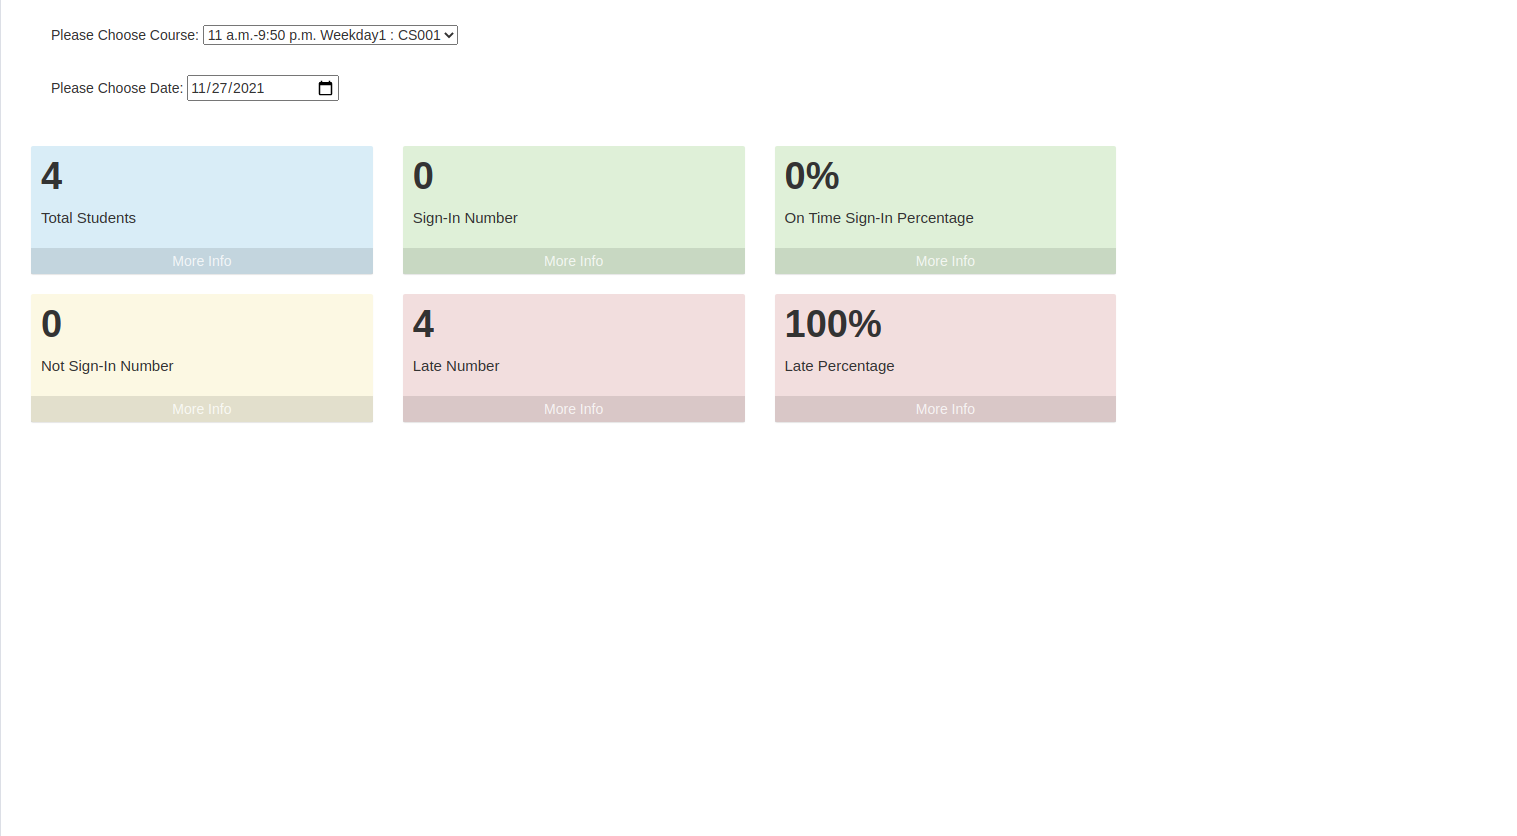 Please Choose Course: 11 a.m.-9:50 p.m. Weekday1 : CS001
Please Choose Date: 11/27/2021
4
Total Students
More Info
0
Sign-In Number
More Info
0%
On Time Sign-In Percentage
More Info
0
Not Sign-In Number
More Info
4
Late Number
More Info
100%
Late Percentage
More Info